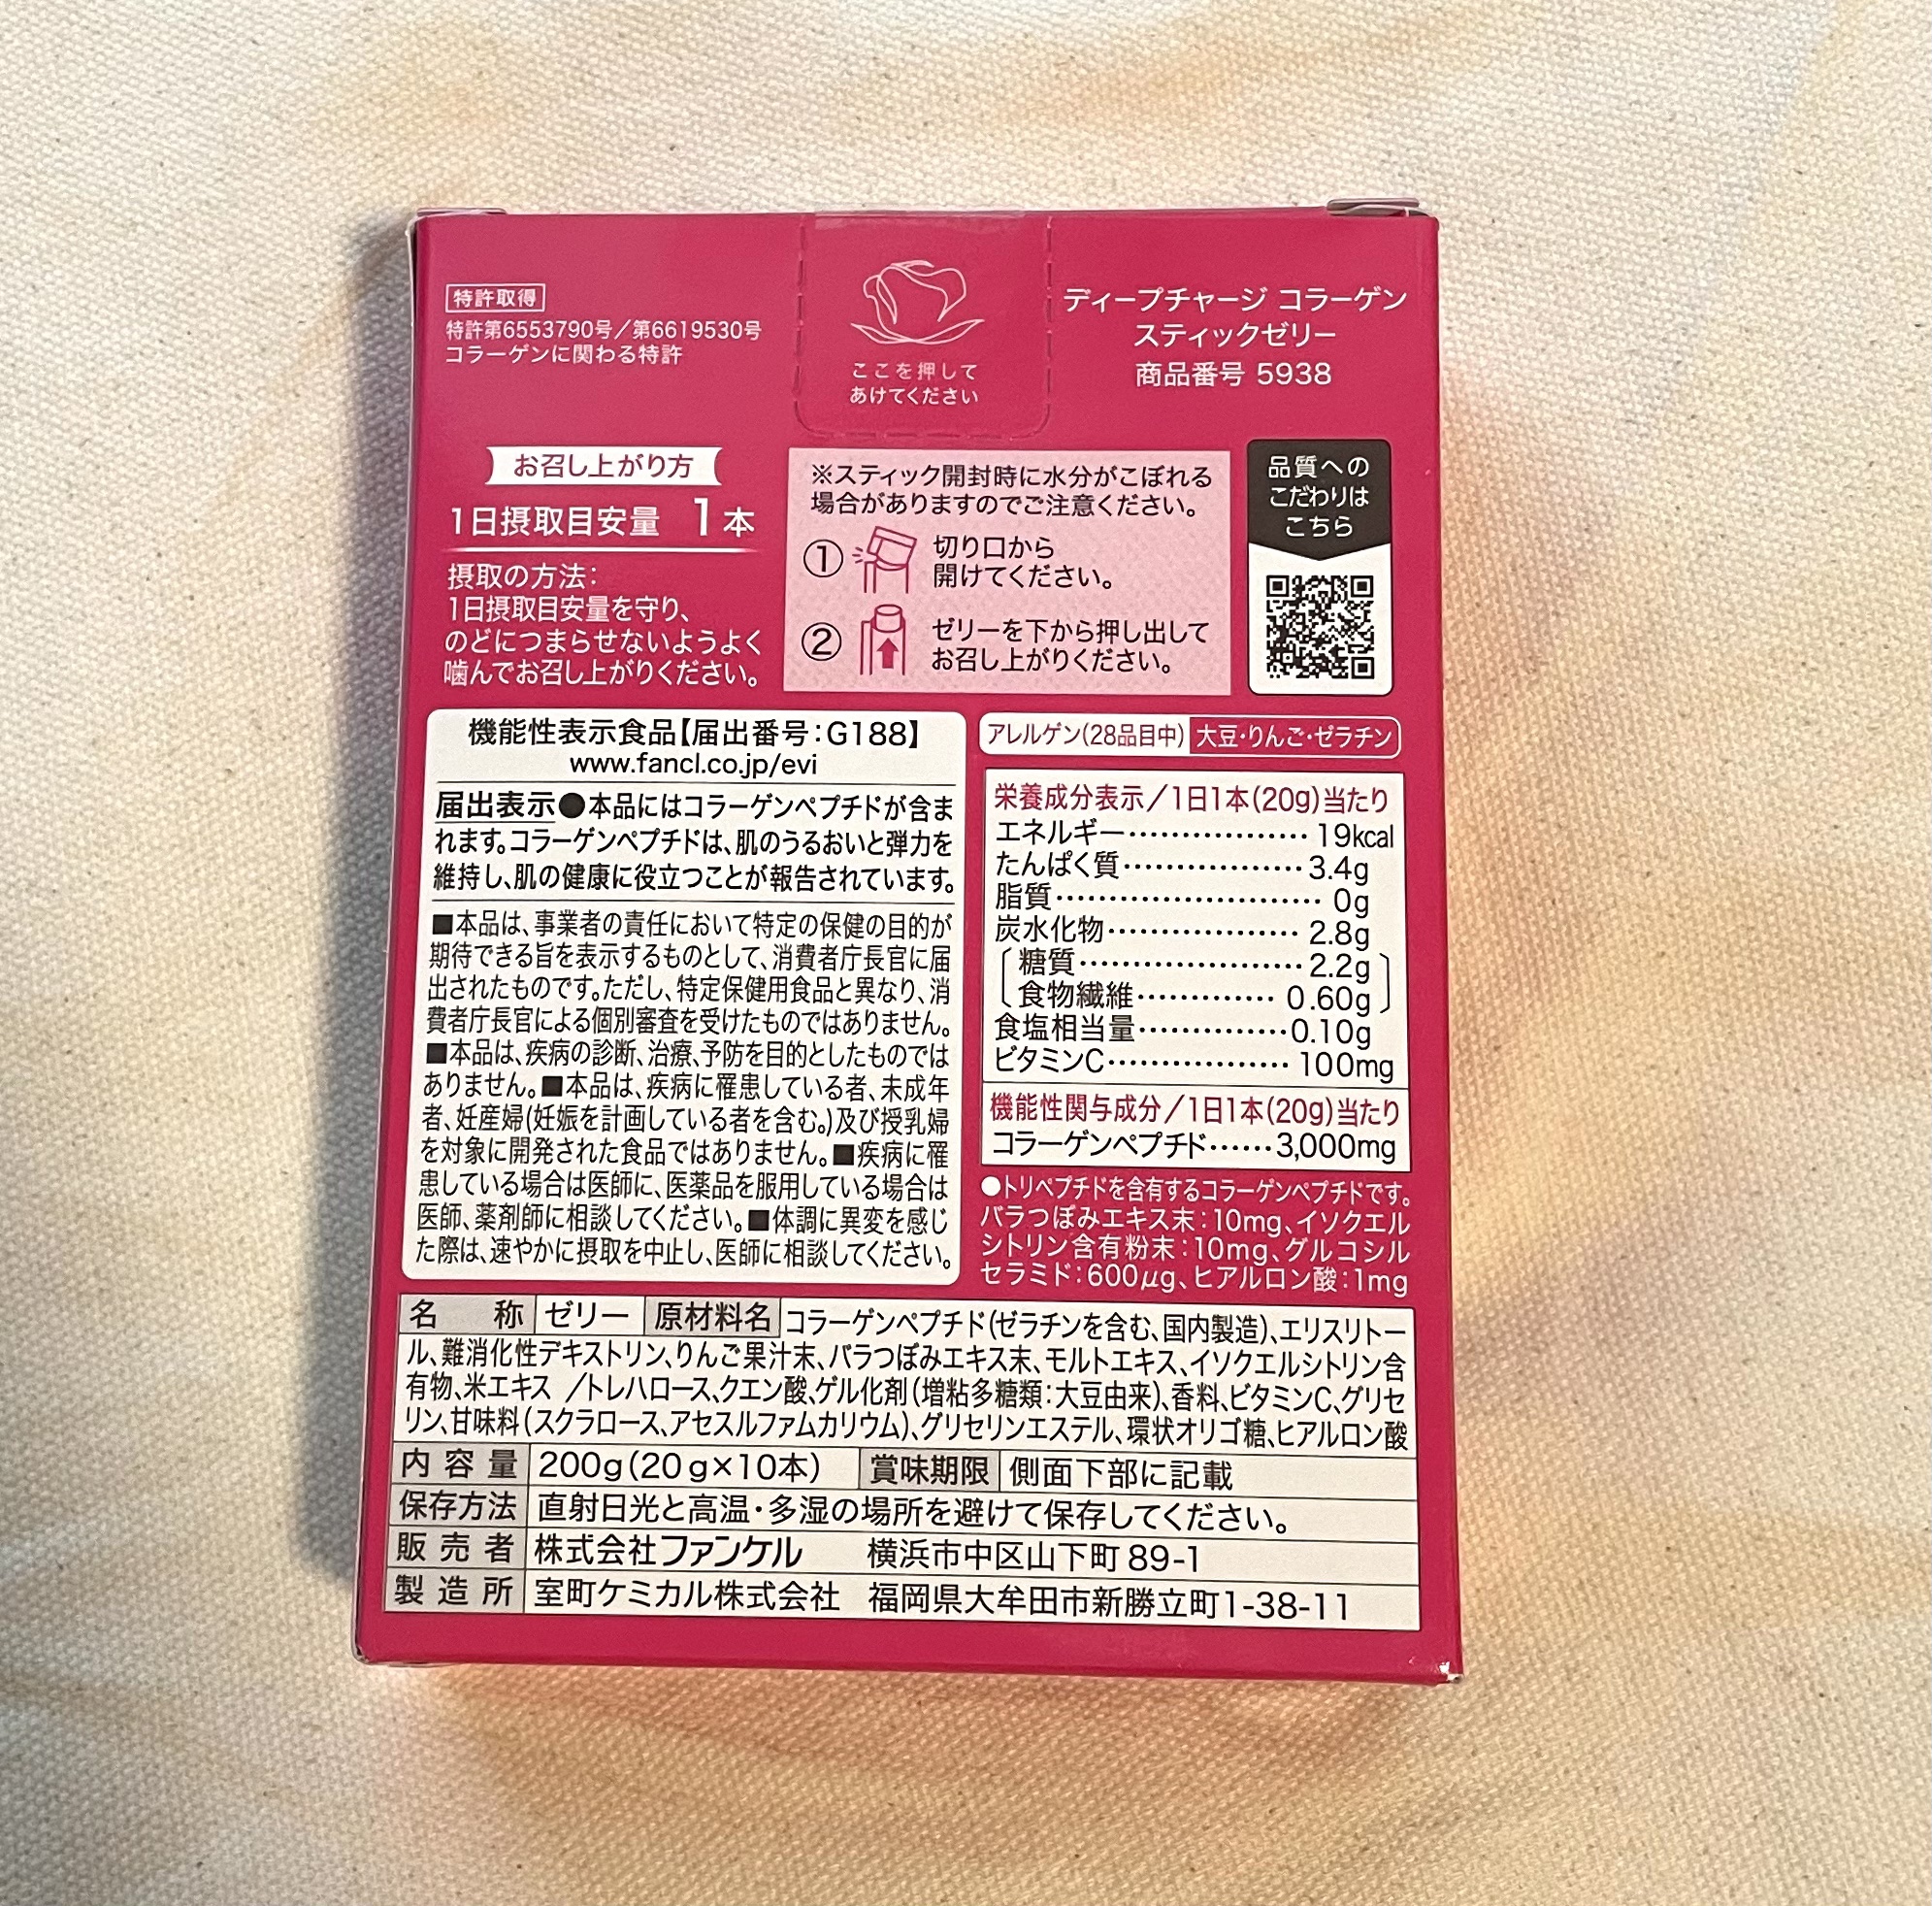 特許取得
特許第6553790号／第6619530号
コラーゲンに関わる特許
ここを押して
あけてください
ディープチャージ コラーゲン
スティックゼリー
商品番号 5938
お召し上がり方
1日摂取目安量 1本
摂取の方法：
1日摂取目安量を守り、
のどにつまらせないようよく
噛んでお召し上がりください。
※スティック開封時に水分がこぼれる
場合がありますのでご注意ください。
① 切り口から
開けてください。
② ゼリーを下から押し出して
お召し上がりください。
品質への
こだわりは
こちら
機能性表示食品【届出番号：G188】
www.fancl.co.jp/evi
届出表示●本品にはコラーゲンペプチドが含ま
れます。コラーゲンペプチドは、肌のうるおいと弾力を
維持し、肌の健康に役立つことが報告されています。
■本品は、事業者の責任において特定の保健の目的が
期待できる旨を表示するものとして、消費者庁長官に届
出されたものです。ただし、特定保健用食品と異なり、消
費者庁長官による個別審査を受けたものではありません。
■本品は、疾病の診断、治療、予防を目的としたものでは
ありません。■本品は、疾病に罹患している者、未成年
者、妊産婦(妊娠を計画している者を含む。)及び授乳婦
を対象に開発された食品ではありません。■疾病に罹
患している場合は医師に、医薬品を服用している場合は
医師、薬剤師に相談してください。■体調に異変を感じ
た際は、速やかに摂取を中止し、医師に相談してください。
アレルゲン(28品目中) 大豆・りんご・ゼラチン
栄養成分表示／1日1本(20g)当たり
エネルギー……………… 19kcal
たんぱく質……………… 3.4g
脂質…………………… 0g
炭水化物……………… 2.8g
糖質………………… 2.2g
食物繊維…………… 0.60g
食塩相当量……………0.10g
ビタミンC……………… 100mg
機能性関与成分／1日1本(20g)当たり
コラーゲンペプチド……3,000mg
●トリペプチドを含有するコラーゲンペプチドです。
バラつぼみエキス末：10mg、イソクエル
シトリン含有粉末：10mg、グルコシル
セラミド：600μg、ヒアルロン酸：1mg
名称 ゼリー 原材料名 コラーゲンペプチド(ゼラチンを含む、国内製造)、エリスリトー
ル、難消化性デキストリン、りんご果汁末、バラつぼみエキス末、モルトエキス、イソクエルシトリン含
有物、米エキス ／トレハロース、クエン酸、ゲル化剤(増粘多糖類：大豆由来)、香料、ビタミンC、グリセ
リン、甘味料(スクラロース、アセスルファムカリウム)、グリセリンエステル、環状オリゴ糖、ヒアルロン酸
内容量 200g(20g×10本) 賞味期限 側面下部に記載
保存方法 直射日光と高温・多湿の場所を避けて保存してください。
販売者 株式会社ファンケル 横浜市中区山下町89-1
製造所 室町ケミカル株式会社 福岡県大牟田市新勝立町1-38-11